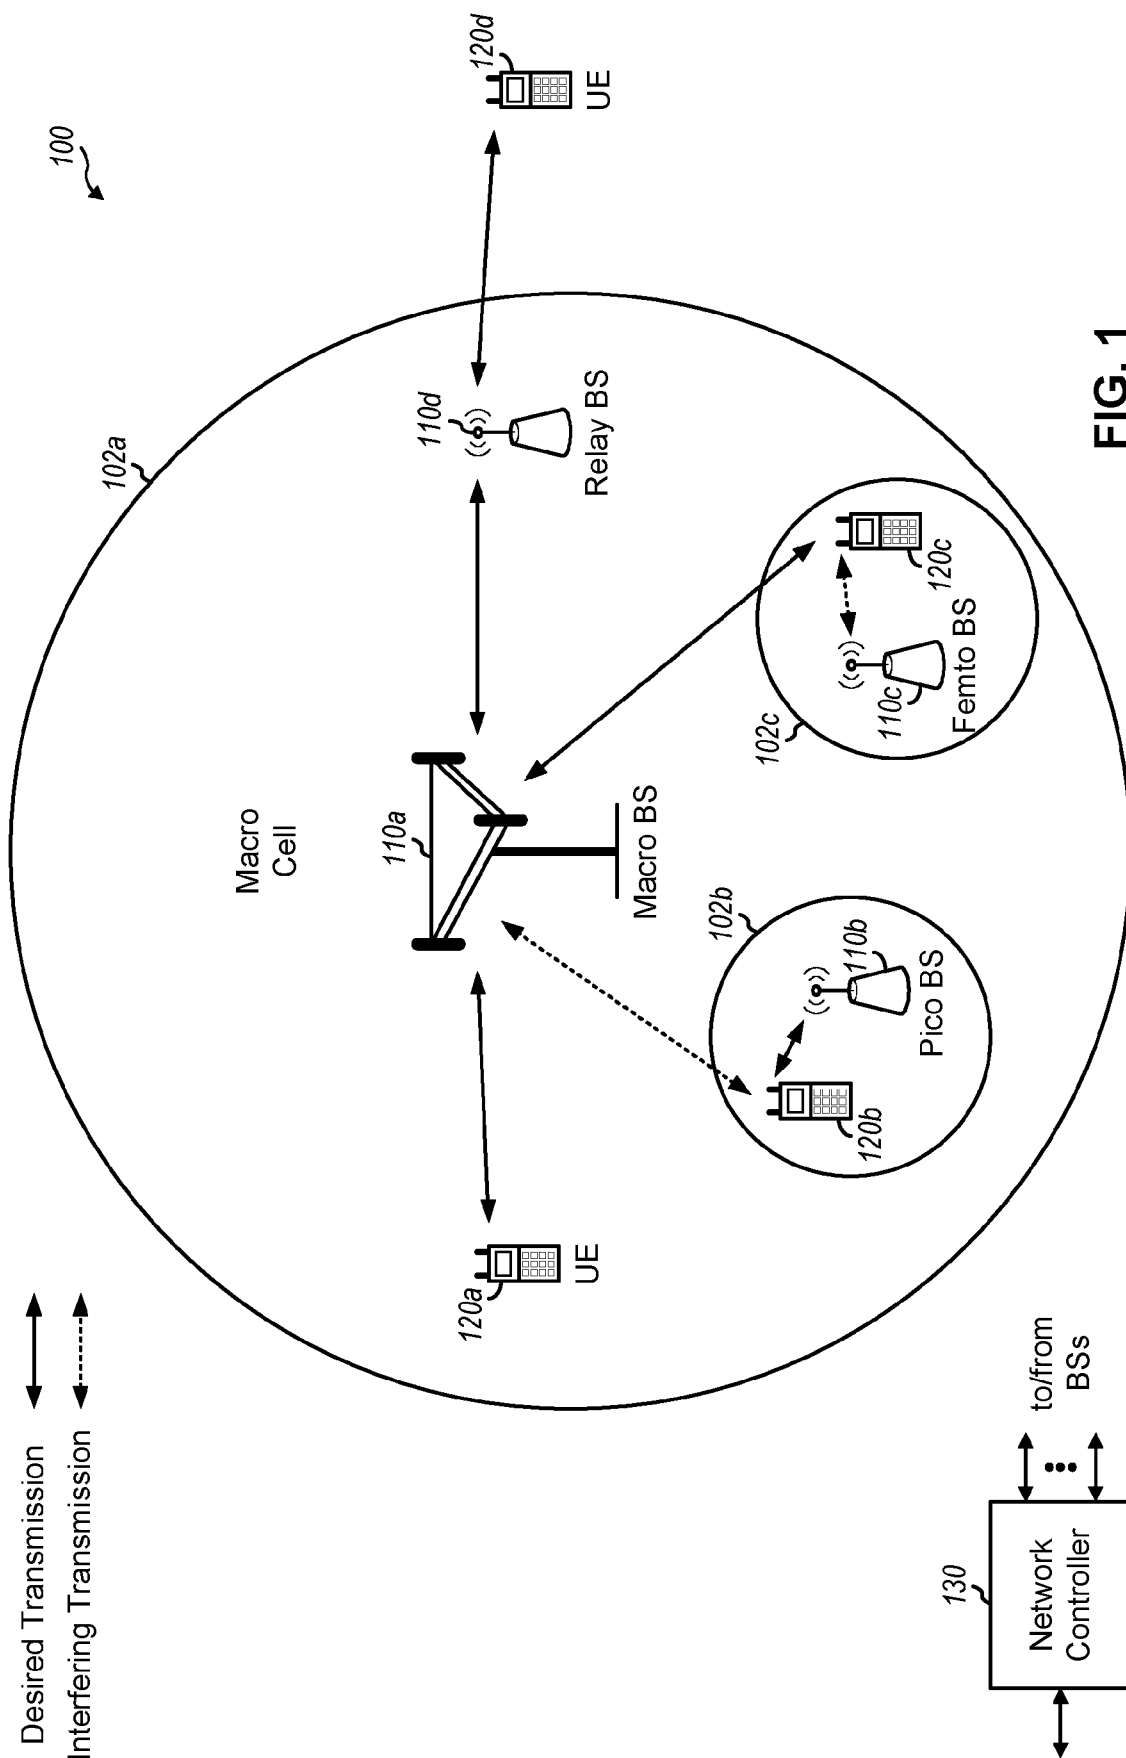 Desired Transmission
Interfering Transmission
100
102a
Macro
Cell
110a
Macro BS
120a
UE
110d
Relay BS
120d
UE
102b
110b
Pico BS
120b
102c
110c
Femto BS
120c
130
Network
Controller
to/from
BSs
FIG. 1